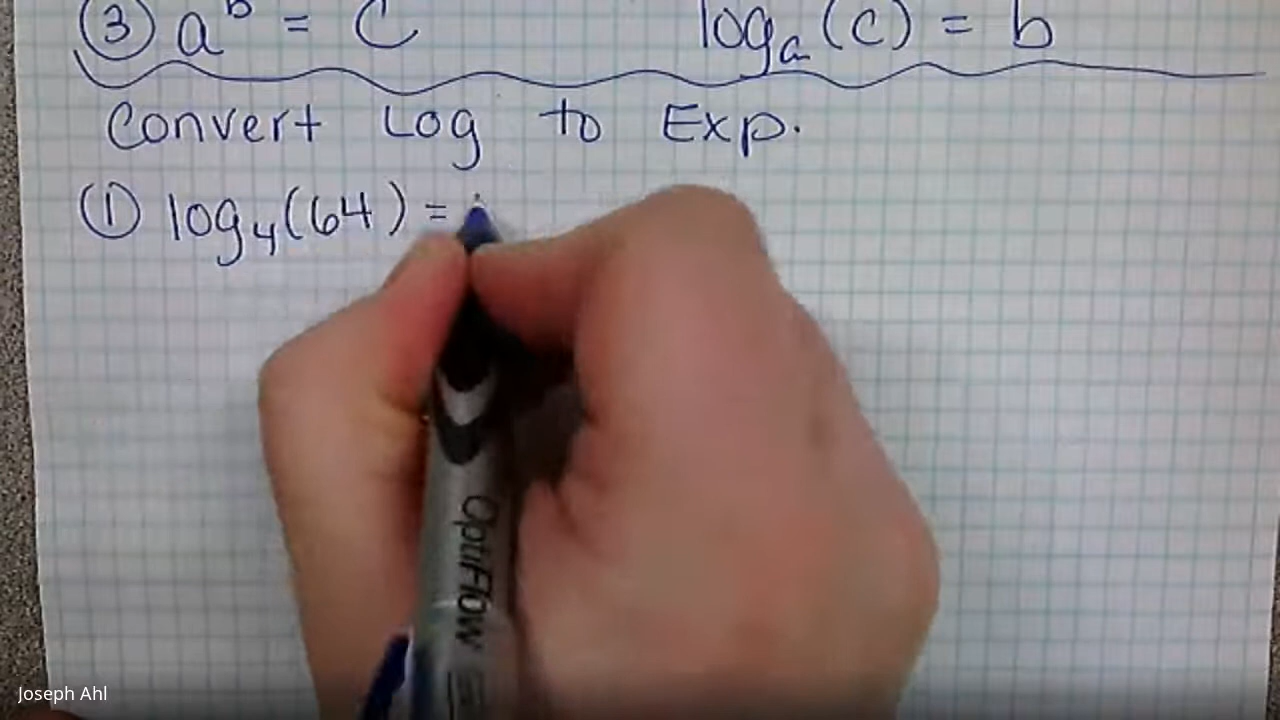 ③ a^b = C log_a(c) = b
Convert Log to Exp.
① log_4(64) =
OptiFlow
Joseph Ahl